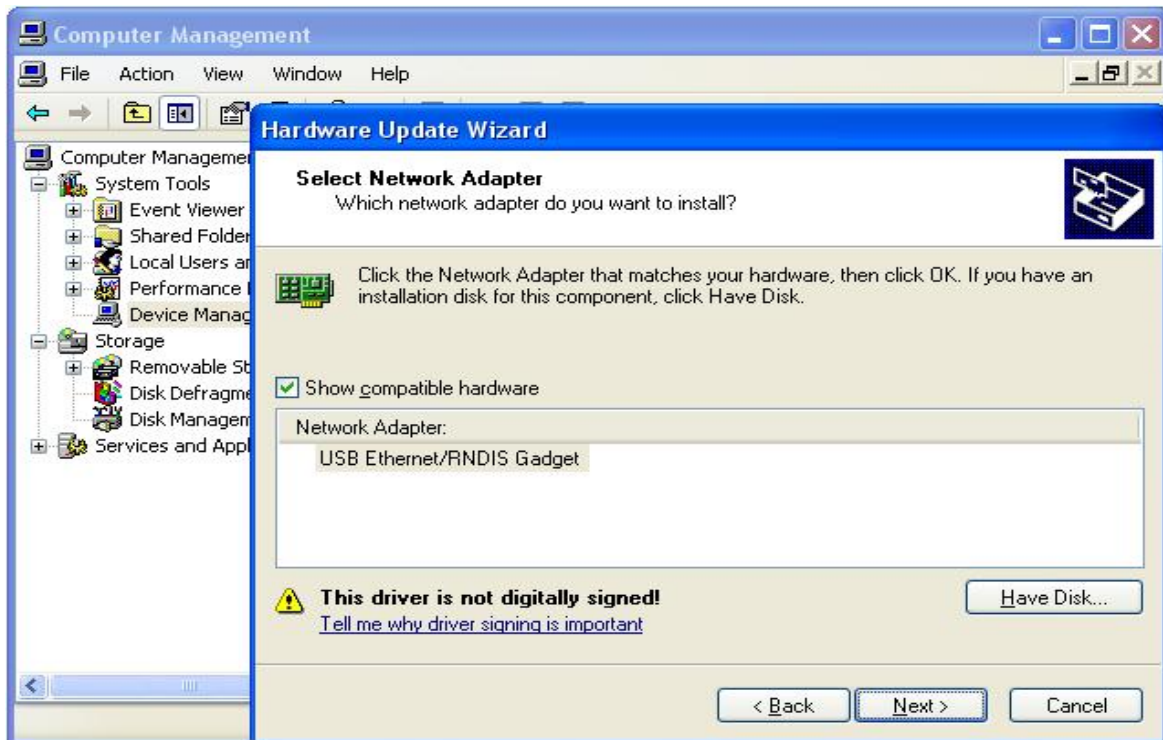 Computer Management
File Action View Window Help
Hardware Update Wizard
Computer Managemen
System Tools
Event Viewer
Shared Folder
Local Users an
Performance
Device Manag
Storage
Removable St
Disk Defragme
Disk Managem
Services and Appl
Select Network Adapter
Which network adapter do you want to install?
Click the Network Adapter that matches your hardware, then click OK. If you have an
installation disk for this component, click Have Disk.
Show compatible hardware
Network Adapter:
USB Ethernet/RNDIS Gadget
This driver is not digitally signed!
Have Disk...
Tell me why driver signing is important
< Back
Next >
Cancel